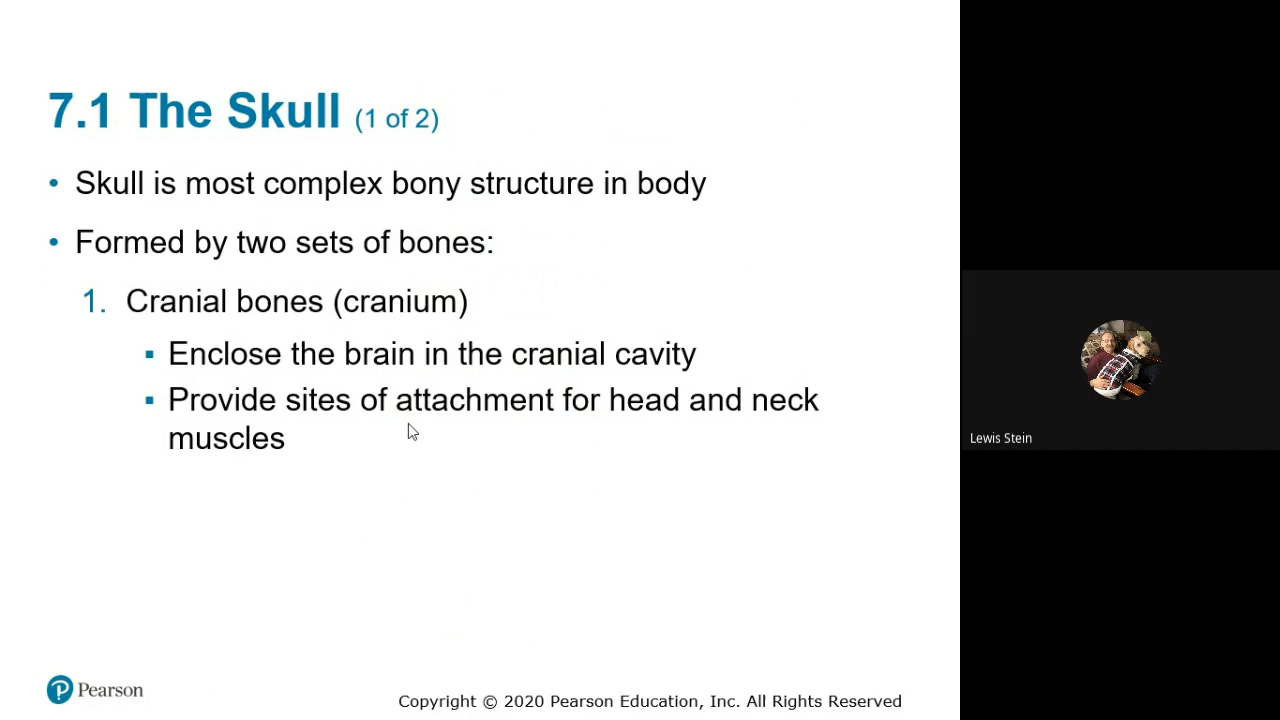 7.1 The Skull (1 of 2)
• Skull is most complex bony structure in body
• Formed by two sets of bones:
1. Cranial bones (cranium)
▪ Enclose the brain in the cranial cavity
▪ Provide sites of attachment for head and neck
muscles
Lewis Stein
Pearson
Copyright © 2020 Pearson Education, Inc. All Rights Reserved